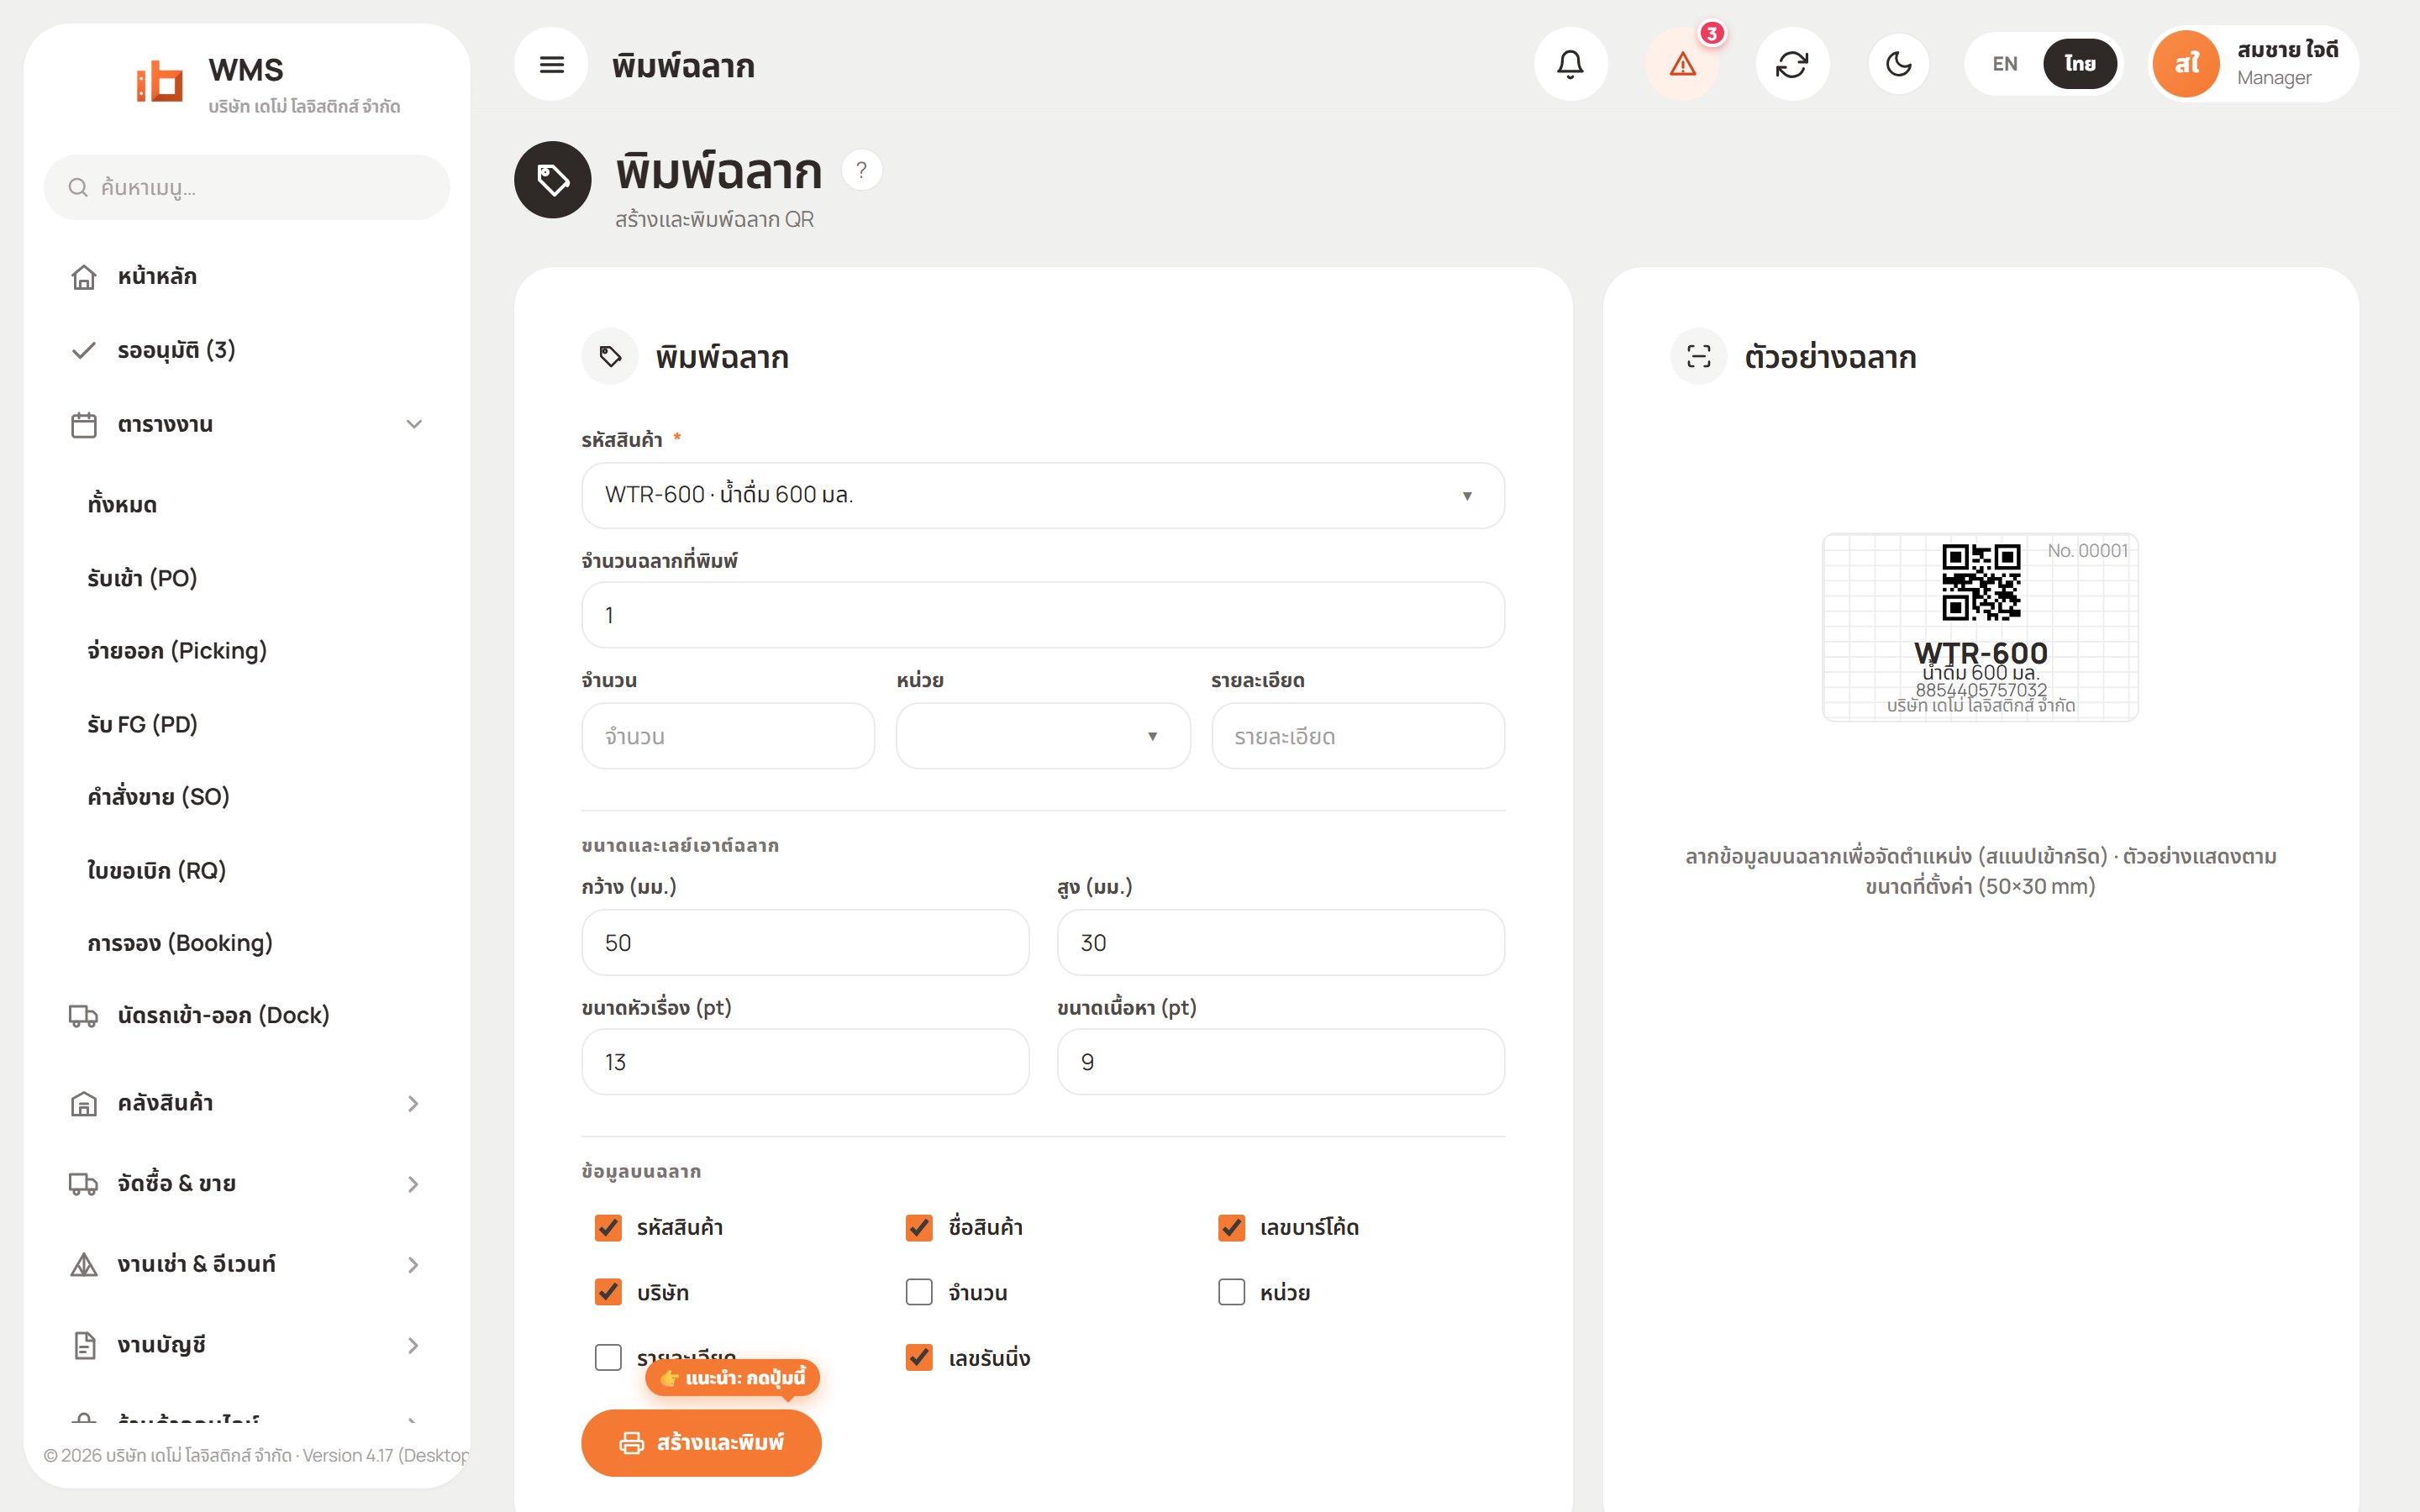 WMS
บริษัท เดโม่ โลจิสติกส์ จำกัด
ค้นหาเมนู...
หน้าหลัก
รออนุมัติ (3)
ตารางงาน
ทั้งหมด
รับเข้า (PO)
จ่ายออก (Picking)
รับ FG (PD)
คำสั่งขาย (SO)
ใบขอเบิก (RQ)
การจอง (Booking)
นัดรถเข้า-ออก (Dock)
คลังสินค้า
จัดซื้อ & ขาย
งานเช่า & อีเวนท์
งานบัญชี
© 2026 บริษัท เดโม่ โลจิสติกส์ จำกัด · Version 4.17 (Desktop
พิมพ์ฉลาก
3
EN
ไทย
สใ
สมชาย ใจดี
Manager
พิมพ์ฉลาก
?
สร้างและพิมพ์ฉลาก QR
พิมพ์ฉลาก
รหัสสินค้า *
WTR-600 · น้ำดื่ม 600 มล.
จำนวนฉลากที่พิมพ์
1
จำนวน
หน่วย
รายละเอียด
จำนวน
รายละเอียด
ขนาดและเลย์เอาต์ฉลาก
กว้าง (มม.)
สูง (มม.)
50
30
ขนาดหัวเรื่อง (pt)
ขนาดเนื้อหา (pt)
13
9
ข้อมูลบนฉลาก
รหัสสินค้า
ชื่อสินค้า
เลขบาร์โค้ด
บริษัท
จำนวน
หน่วย
รายละเอียด
เลขรันนิ่ง
👉 แนะนำ: กดปุ่มนี้
สร้างและพิมพ์
ตัวอย่างฉลาก
No. 00001
WTR-600
น้ำดื่ม 600 มล.
8854405757032
บริษัท เดโม่ โลจิสติกส์ จำกัด
ลากข้อมูลบนฉลากเพื่อจัดตำแหน่ง (สแนปเข้ากริด) · ตัวอย่างแสดงตาม
ขนาดที่ตั้งค่า (50×30 mm)